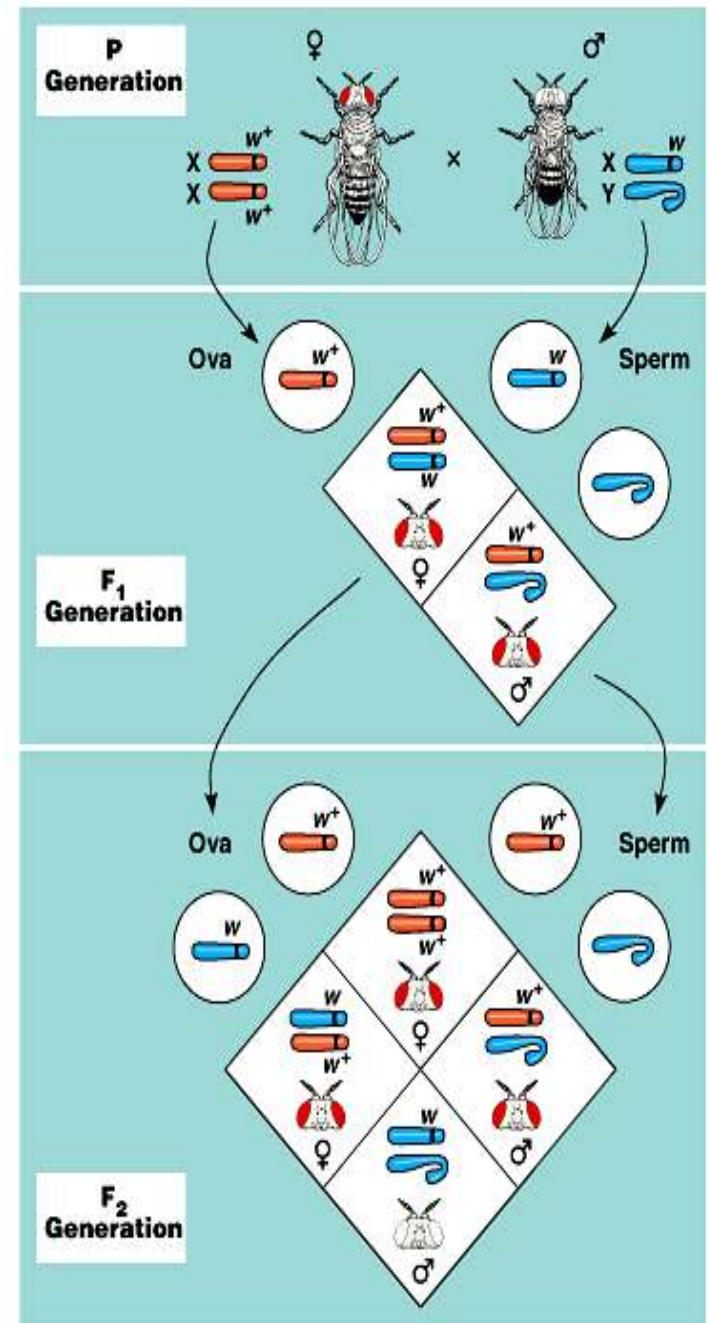 P
Generation
♀
♂
w⁺
X
X
w⁺
×
w
X
Y
Ova
w⁺
w
Sperm
w⁺
w
♀
w⁺
♂
F₁
Generation
Ova
w⁺
w⁺
Sperm
w
w⁺
w⁺
♀
w
w⁺
♀
w⁺
♂
w
♂
F₂
Generation